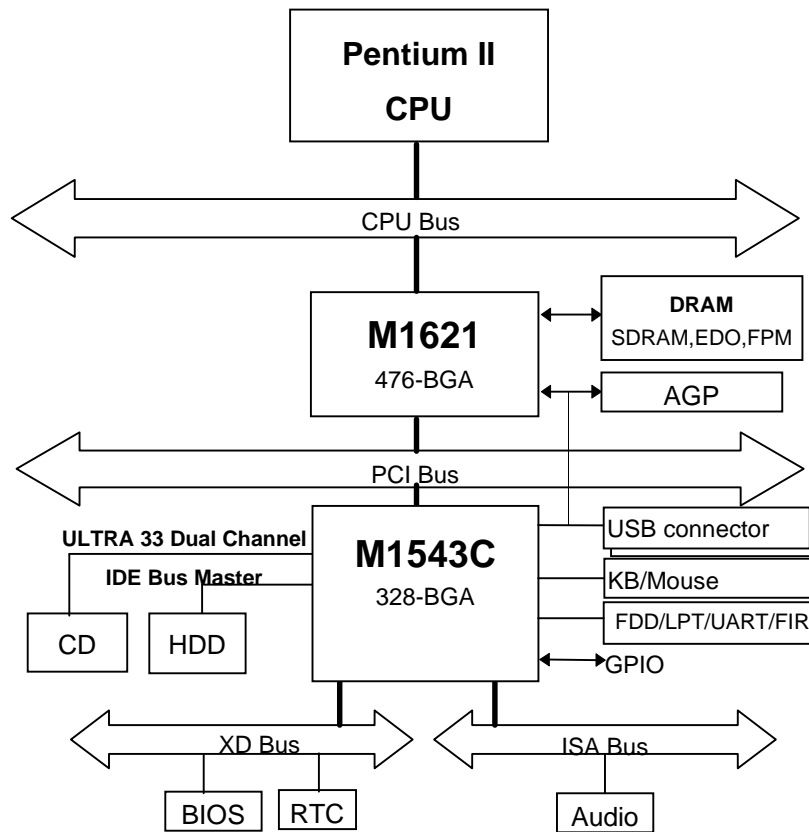 Pentium II
CPU
CPU Bus
M1621
476-BGA
DRAM
SDRAM,EDO,FPM
AGP
PCI Bus
ULTRA 33 Dual Channel
IDE Bus Master
CD
HDD
M1543C
328-BGA
USB connector
KB/Mouse
FDD/LPT/UART/FIR
GPIO
XD Bus
ISA Bus
BIOS
RTC
Audio